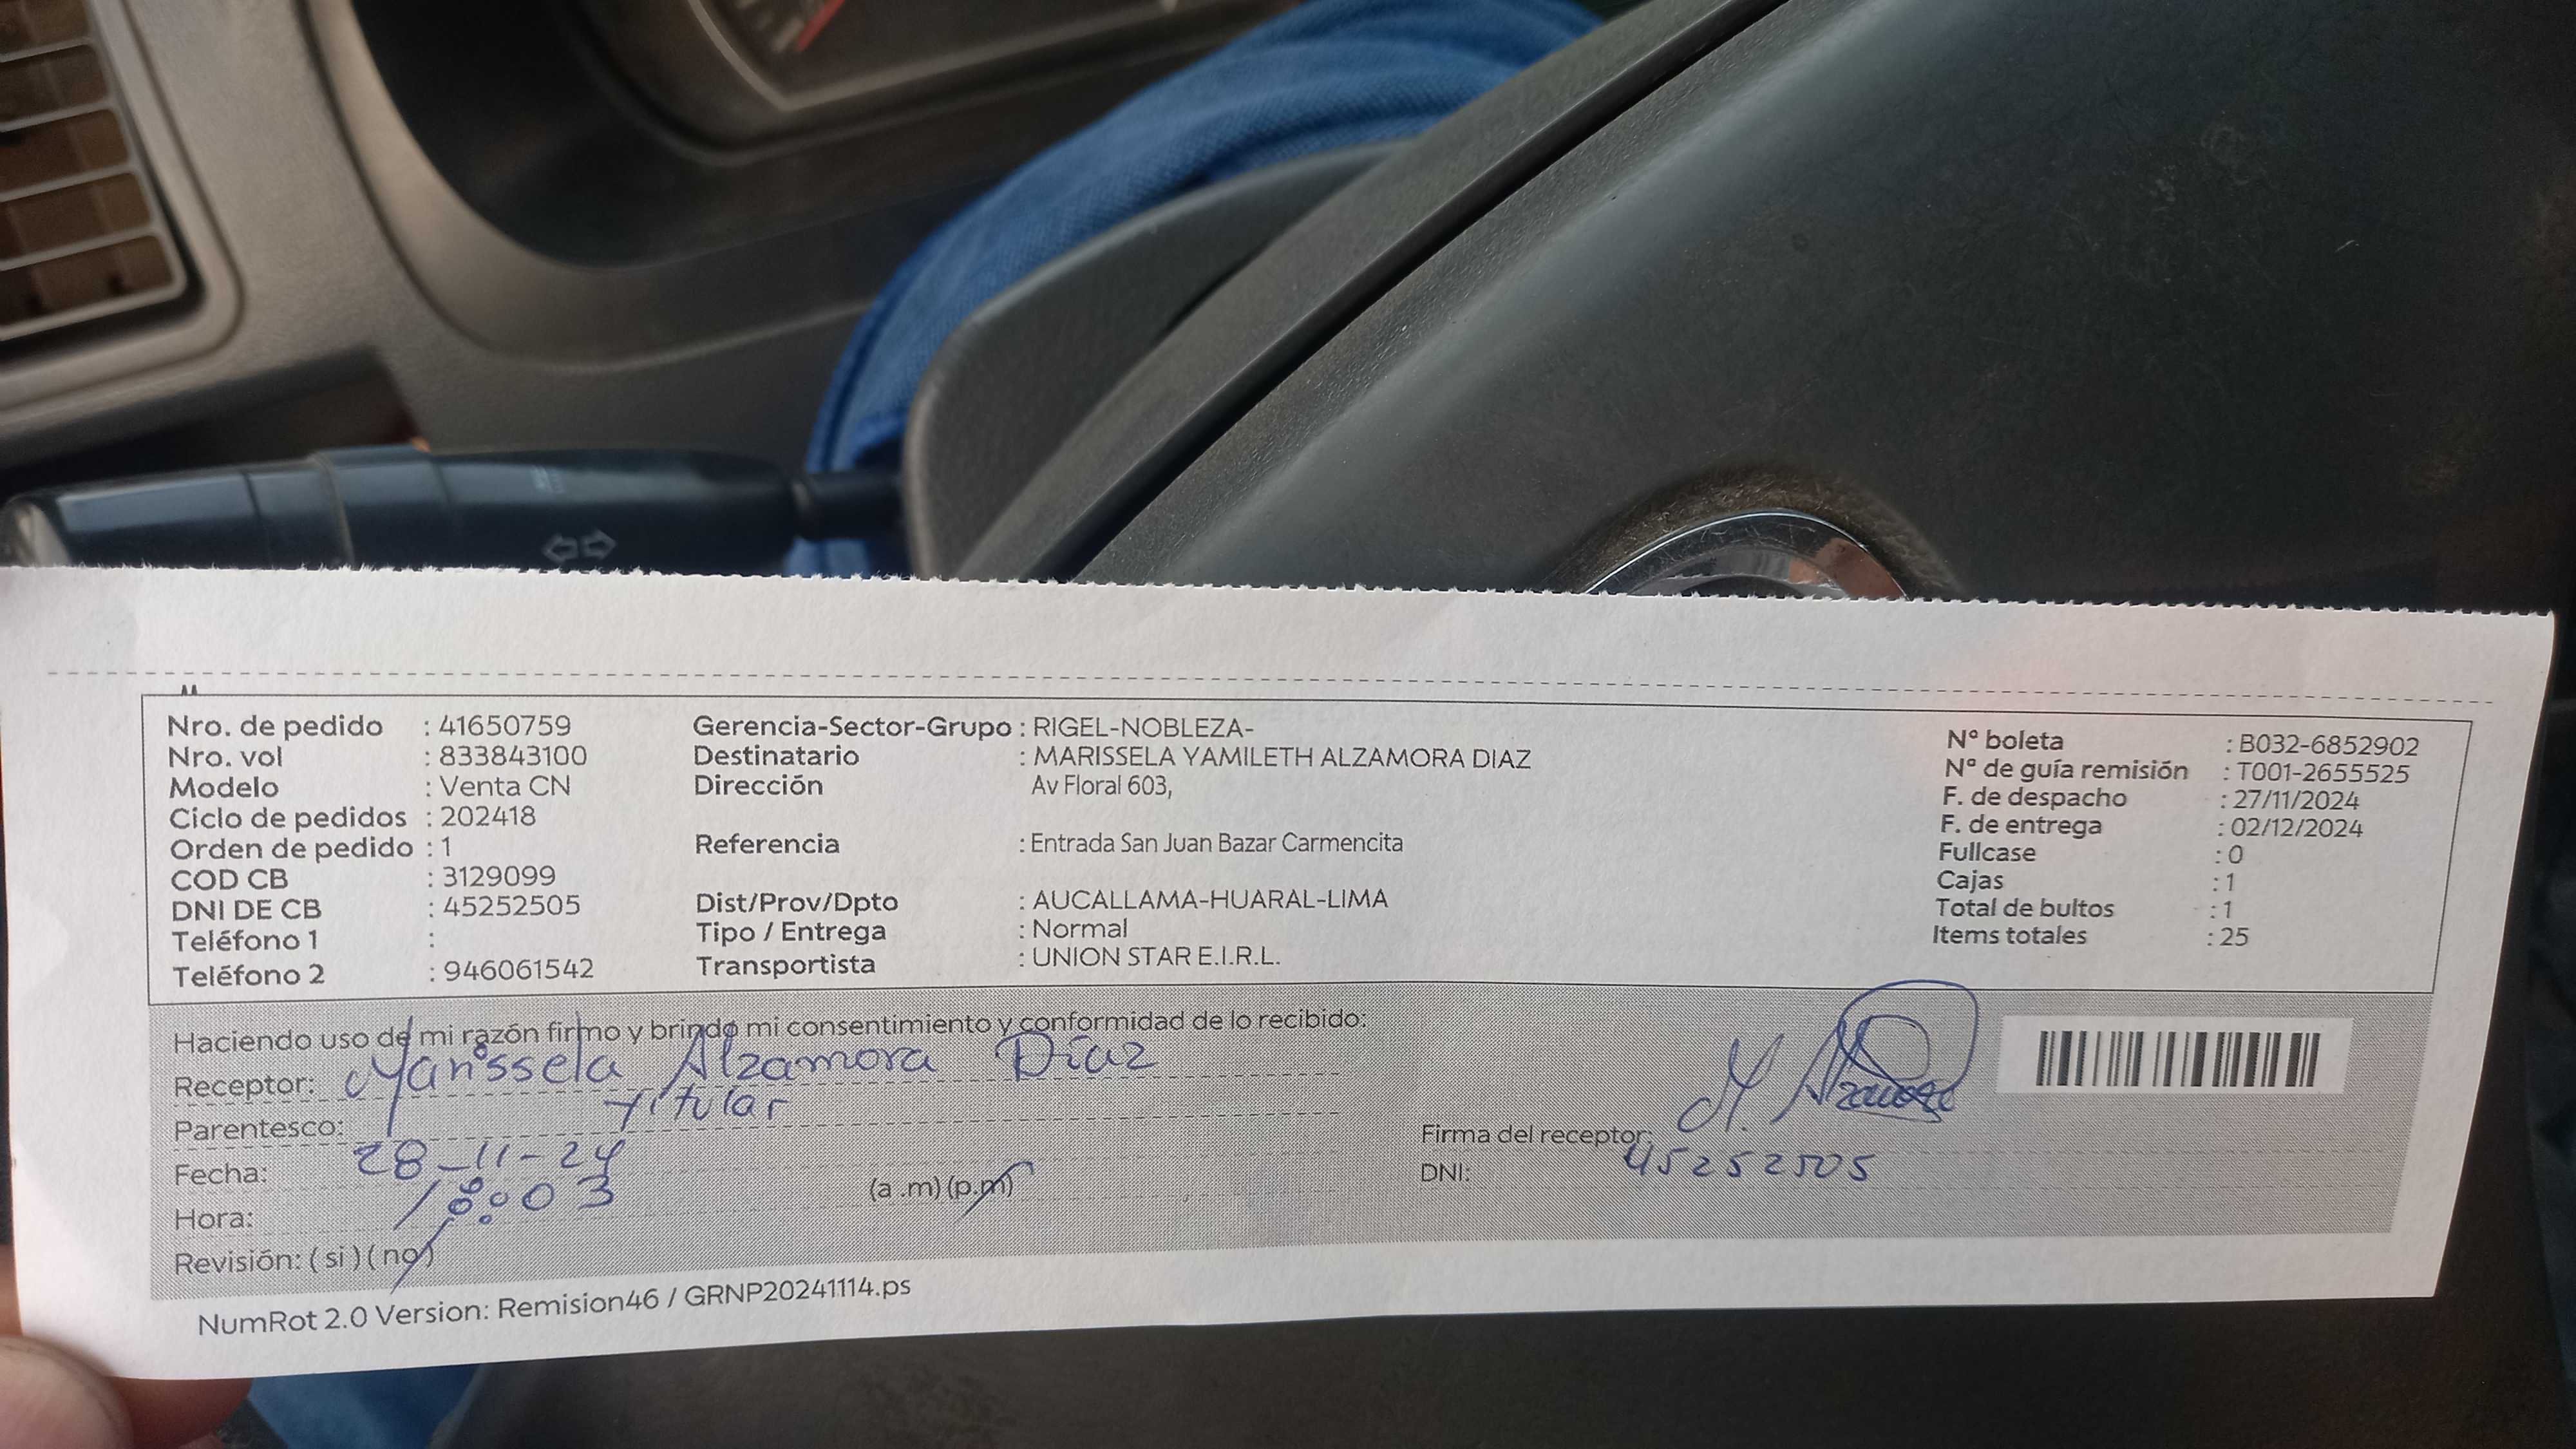 Nro. de pedido : 41650759
Nro. vol : 833843100
Modelo : Venta CN
Ciclo de pedidos : 202418
Orden de pedido : 1
COD CB : 3129099
DNI DE CB : 45252505
Teléfono 1 :
Teléfono 2 : 946061542
Gerencia-Sector-Grupo : RIGEL-NOBLEZA-
Destinatario : MARISSELA YAMILETH ALZAMORA DIAZ
Dirección Av Floral 603,
Referencia : Entrada San Juan Bazar Carmencita
Dist/Prov/Dpto : AUCALLAMA-HUARAL-LIMA
Tipo / Entrega : Normal
Transportista : UNION STAR E.I.R.L.
N° boleta : B032-6852902
N° de guía remisión : T001-2655525
F. de despacho : 27/11/2024
F. de entrega : 02/12/2024
Fullcase : 0
Cajas : 1
Total de bultos : 1
Items totales : 25
Haciendo uso de mi razón firmo y brindo mi consentimiento y conformidad de lo recibido:
Receptor: Marissela Alzamora Díaz
Parentesco: Titular
Fecha: 28-11-24
Hora: 18:03 (a .m) (p.m)
Revisión: ( si ) ( no )
Firma del receptor: M. Alzamora
DNI: 45252505
NumRot 2.0 Version: Remision46 / GRNP20241114.ps